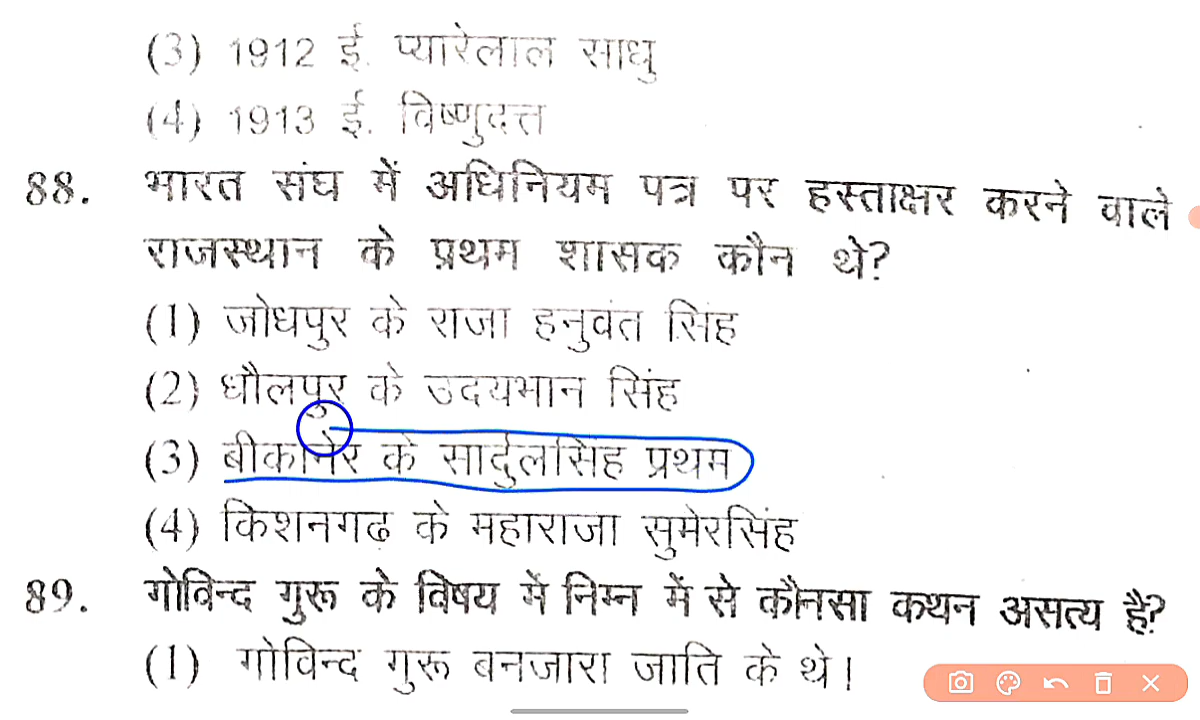 (3) 1912 ई. प्यारेलाल साधु
(4) 1913 ई. विष्णुदत्त
88. भारत संघ में अधिनियम पत्र पर हस्ताक्षर करने वाले
राजस्थान के प्रथम शासक कौन थे?
(1) जोधपुर के राजा हनुवंत सिंह
(2) धौलपुर के उदयभान सिंह
(3) बीकानेर के सार्दुलसिंह प्रथम
(4) किशनगढ़ के महाराजा सुमेरसिंह
89. गोविन्द गुरू के विषय में निम्न में से कौनसा कथन असत्य है?
(1) गोविन्द गुरू बनजारा जाति के थे।